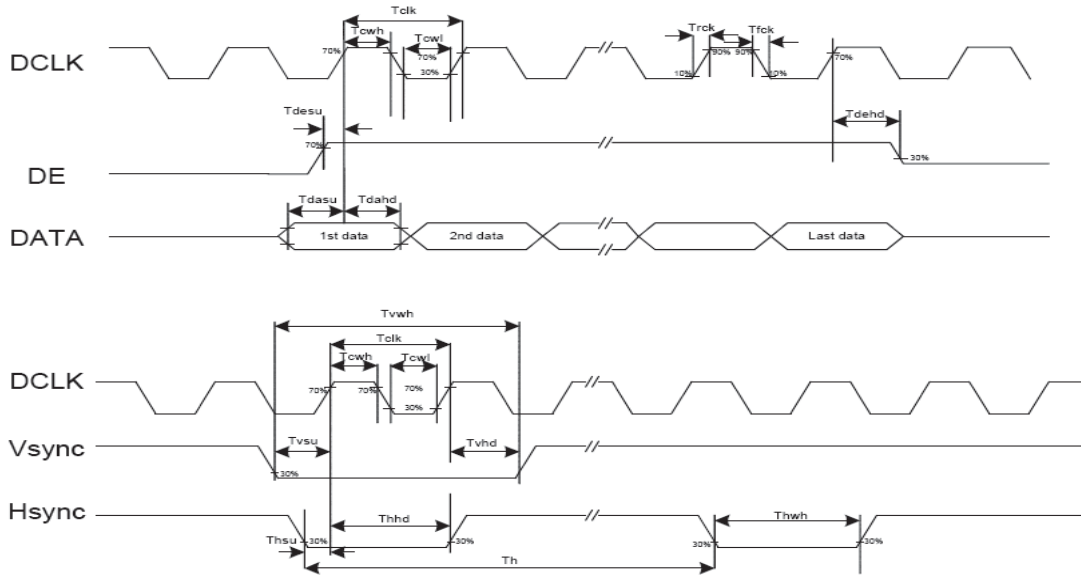 Tclk
Tcwh Tcwl Trck Tfck
DCLK 70% 70% 30% 90% 90% 10% 10% 70%
Tdesu Tdehd
70% 30%
DE
Tdasu Tdahd
DATA 1st data 2nd data Last data
Tvwh
Tclk
Tcwh Tcwl
DCLK 70% 70% 70% 30%
Vsync Tvsu Tvhd
30%
Hsync Thhd Thwh
Thsu 30% 30% 30% 30%
Th